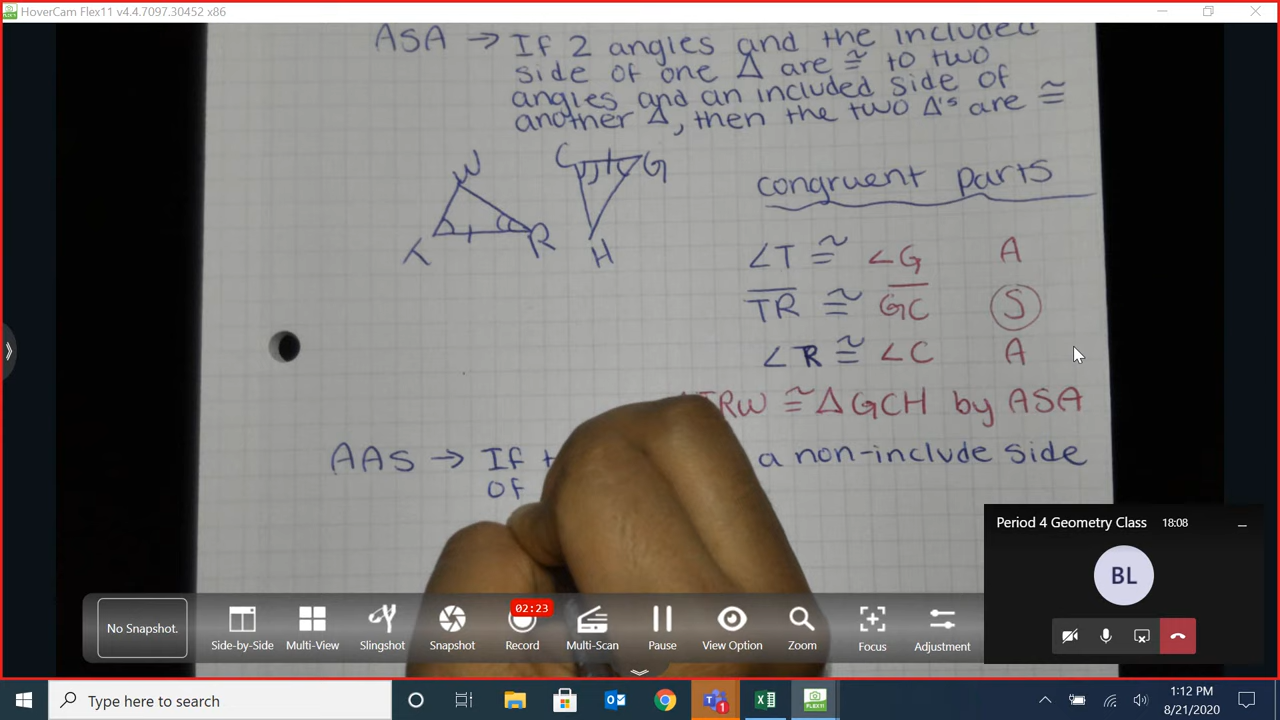 HoverCam Flex11 v4.4.7097.30452 x86
ASA → If 2 angles and the included
side of one Δ are ≅ to two
angles and an included side of
another Δ, then the two Δ's are ≅
W
C
G
T
R
H
congruent parts
∠T ≅ ∠G A
TR ≅ GC S
∠R ≅ ∠C A
TRW ≅ ΔGCH by ASA
AAS → If a non-include side
of
Period 4 Geometry Class 18:08
BL
No Snapshot.
Side-by-Side
Multi-View
Slingshot
Snapshot
02:23
Record
Multi-Scan
Pause
View Option
Zoom
Focus
Adjustment
Type here to search
1
FLEX11
1:12 PM
8/21/2020